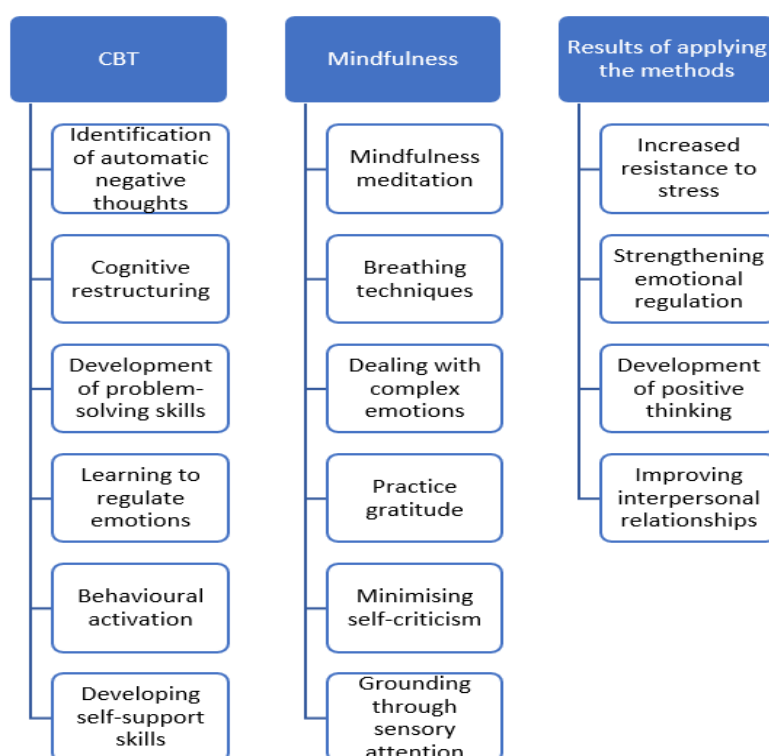 CBT
Identification
of automatic
negative
thoughts
Cognitive
restructuring
Development
of problem-
solving skills
Learning to
regulate
emotions
Behavioural
activation
Developing
self-support
skills
Mindfulness
Mindfulness
meditation
Breathing
techniques
Dealing with
complex
emotions
Practice
gratitude
Minimising
self-criticism
Grounding
through
sensory
attention
Results of applying
the methods
Increased
resistance to
stress
Strengthening
emotional
regulation
Development
of positive
thinking
Improving
interpersonal
relationships